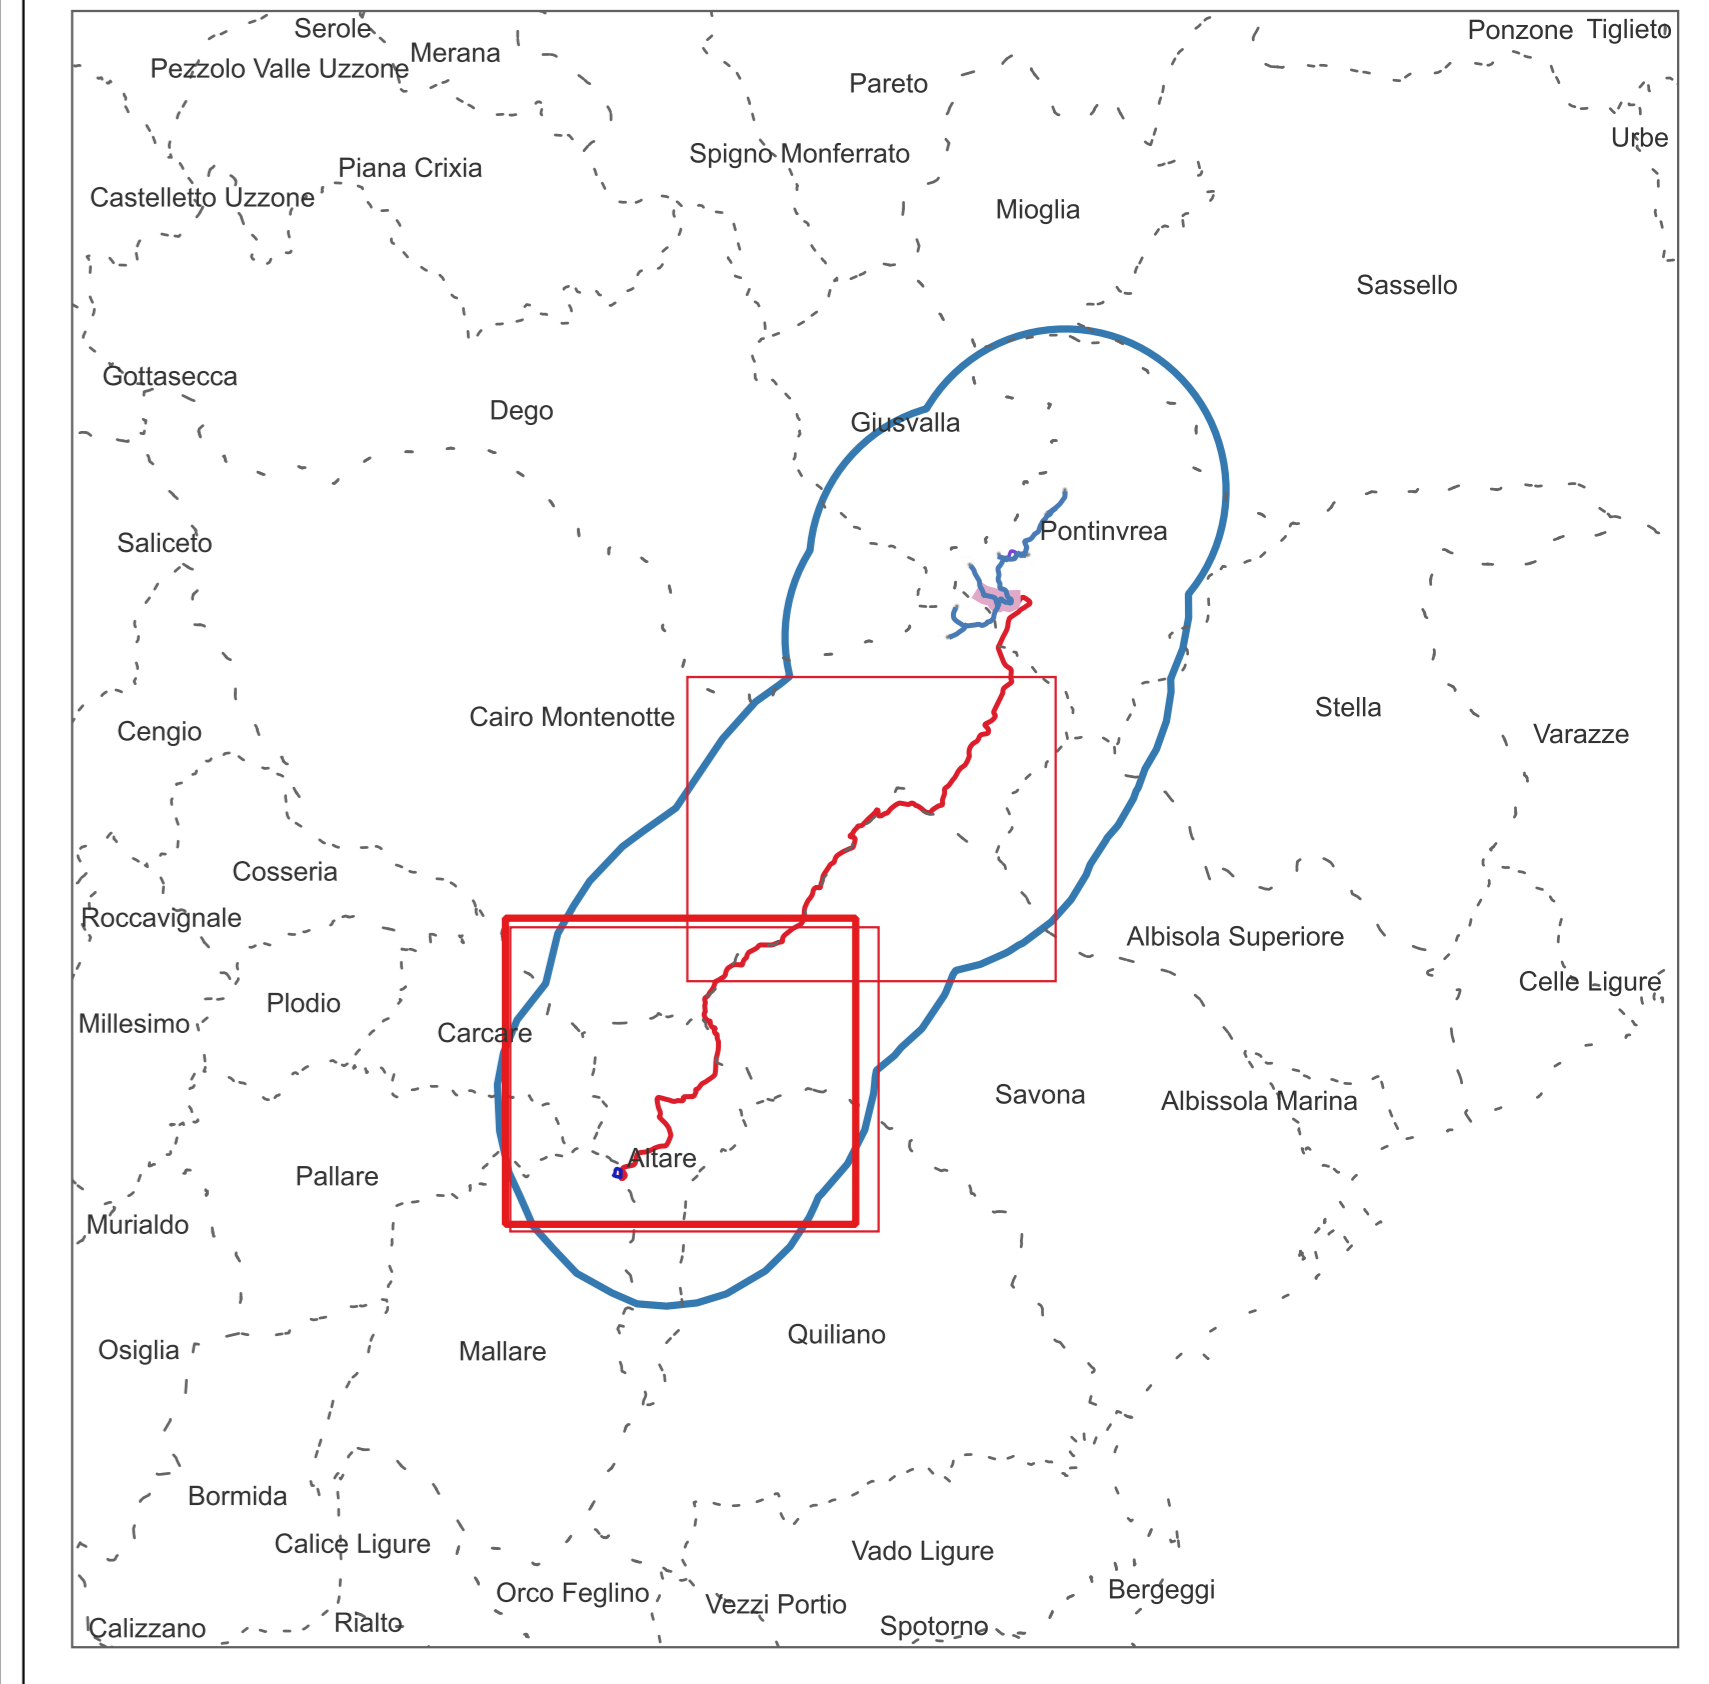 Serole
Ponzone Tiglieto
Merana
Pezzolo Valle Uzzone
Pareto
Urbe
Spigno Monferrato
Piana Crixia
Castelletto Uzzone
Mioglia
Sassello
Gottasecca
Dego
Giusvalla
Pontinvrea
Saliceto
Stella
Cairo Montenotte
Cengio
Varazze
Cosseria
Roccavignale
Albisola Superiore
Celle Ligure
Plodio
Millesimo
Carcare
Savona
Albissola Marina
Altare
Pallare
Murialdo
Quiliano
Osiglia
Mallare
Bormida
Calice Ligure
Vado Ligure
Bergeggi
Orco Feglino
Vezzi Portio
Rialto
Spotorno
Calizzano